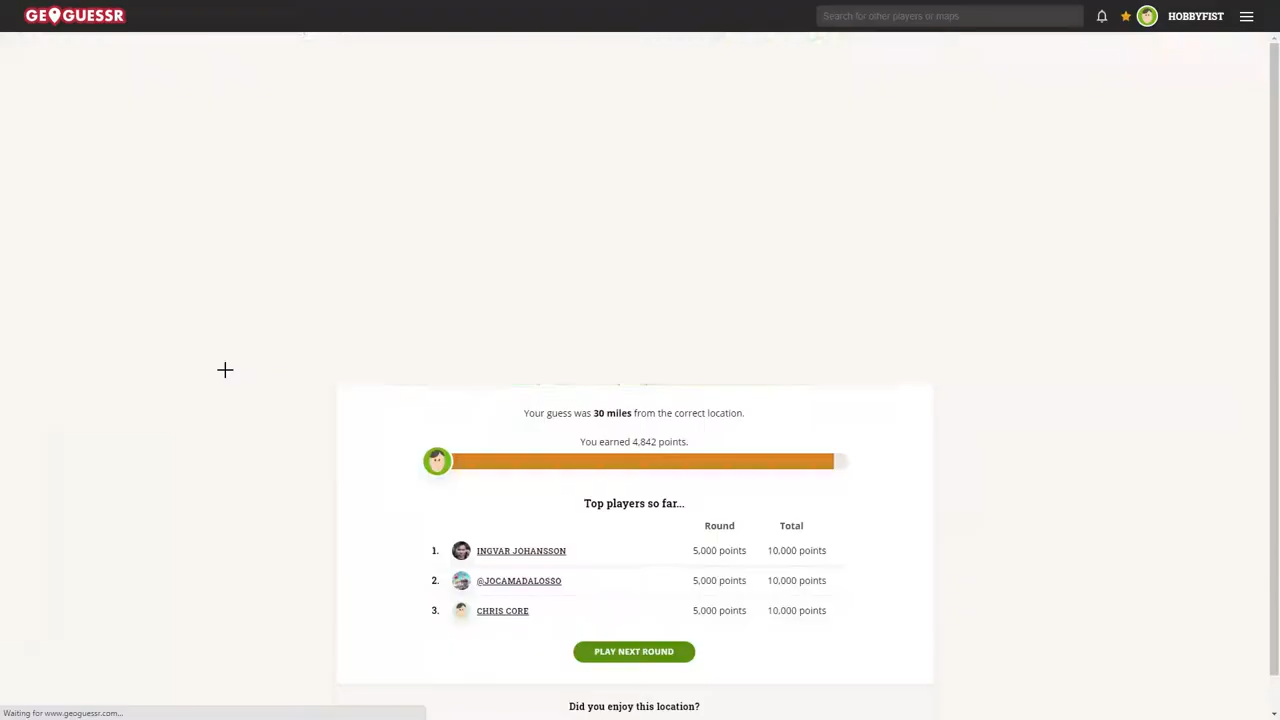 GEOGUESSR
Search for other players or maps
HOBBYFIST
Your guess was 30 miles from the correct location.
You earned 4,842 points.
Top players so far...
Round Total
1. INGVAR JOHANSSON 5,000 points 10,000 points
2. @JOCAMADALOSSO 5,000 points 10,000 points
3. CHRIS CORE 5,000 points 10,000 points
PLAY NEXT ROUND
Did you enjoy this location?
Waiting for www.geoguessr.com...